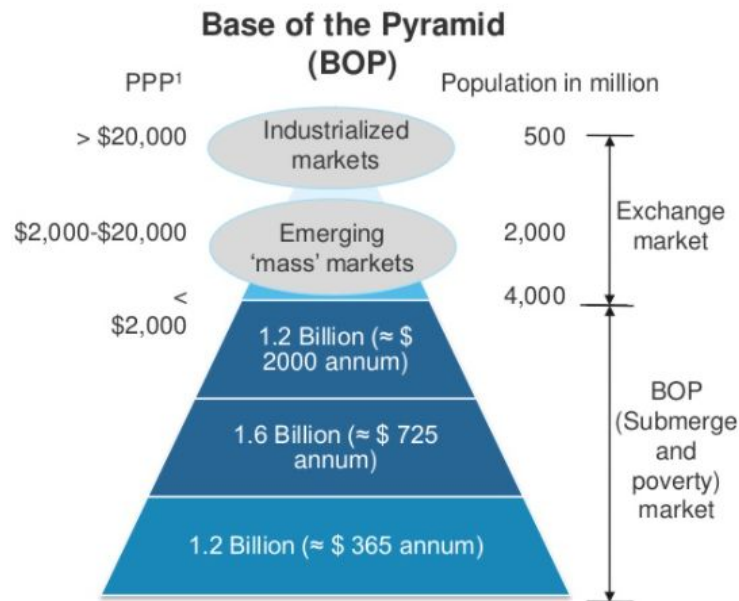 Base of the Pyramid
(BOP)
PPP¹
Population in million
> $20,000
Industrialized
markets
500
$2,000-$20,000
Emerging
‘mass’ markets
2,000
Exchange
market
<
$2,000
4,000
1.2 Billion (≈ $
2000 annum)
1.6 Billion (≈ $ 725
annum)
1.2 Billion (≈ $ 365 annum)
BOP
(Submerge
and
poverty)
market